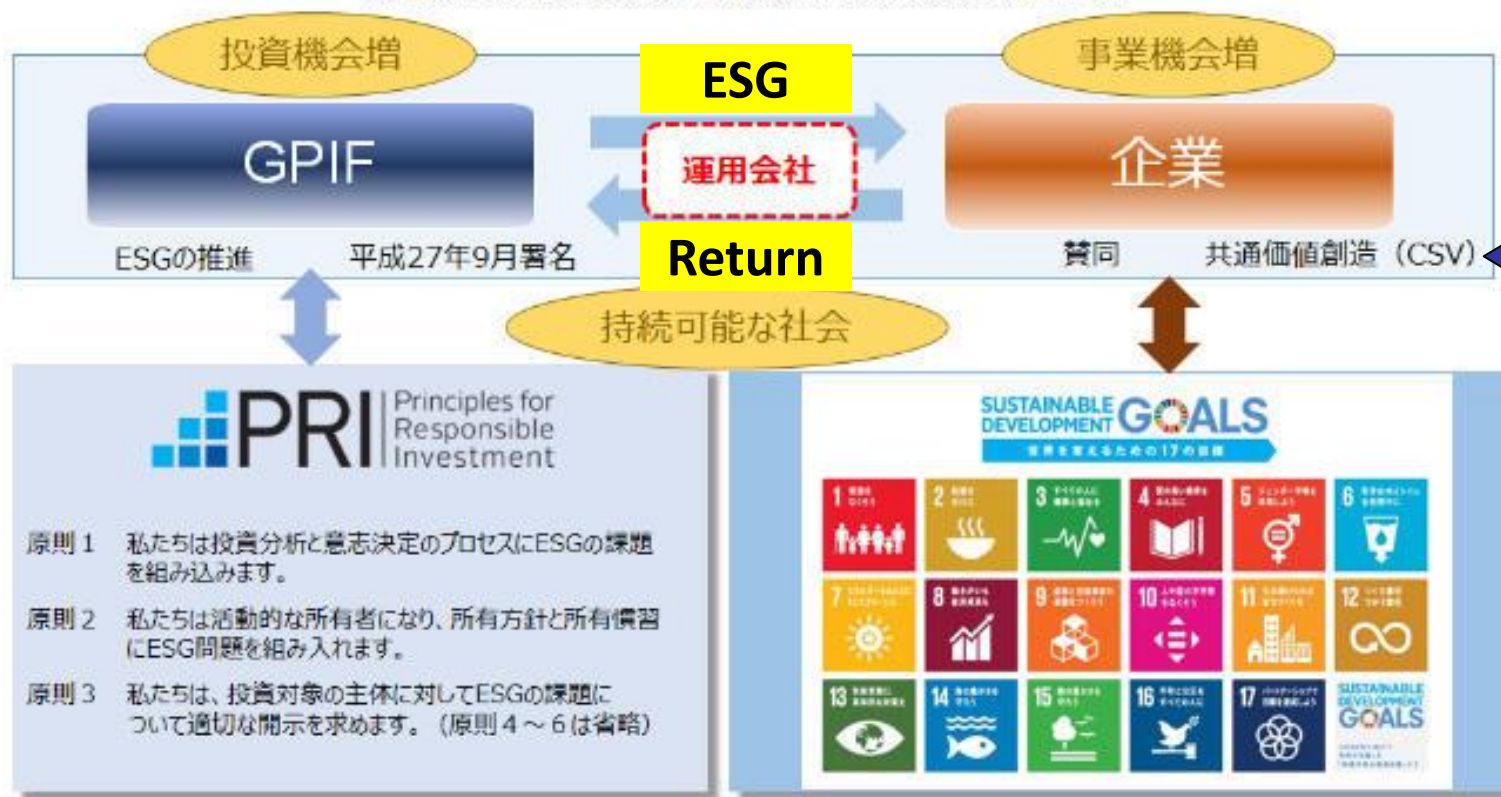 投資機会増
事業機会増
ESG
GPIF
運用会社
企業
Return
ESGの推進 平成27年9月署名
賛同 共通価値創造（CSV）
持続可能な社会
PRI
Principles for
Responsible
Investment
原則１ 私たちは投資分析と意志決定のプロセスにESGの課題
を組み込みます。
原則２ 私たちは活動的な所有者になり、所有方針と所有慣習
にESG問題を組み入れます。
原則３ 私たちは、投資対象の主体に対してESGの課題に
ついて適切な開示を求めます。（原則４～６は省略）
SUSTAINABLE
DEVELOPMENT GOALS
世界を変えるための17の目標
1
2
3 すべての人に
4
5
6
7
8
9
10
11
12
13
14
15
16
17
SUSTAINABLE
DEVELOPMENT
GOALS